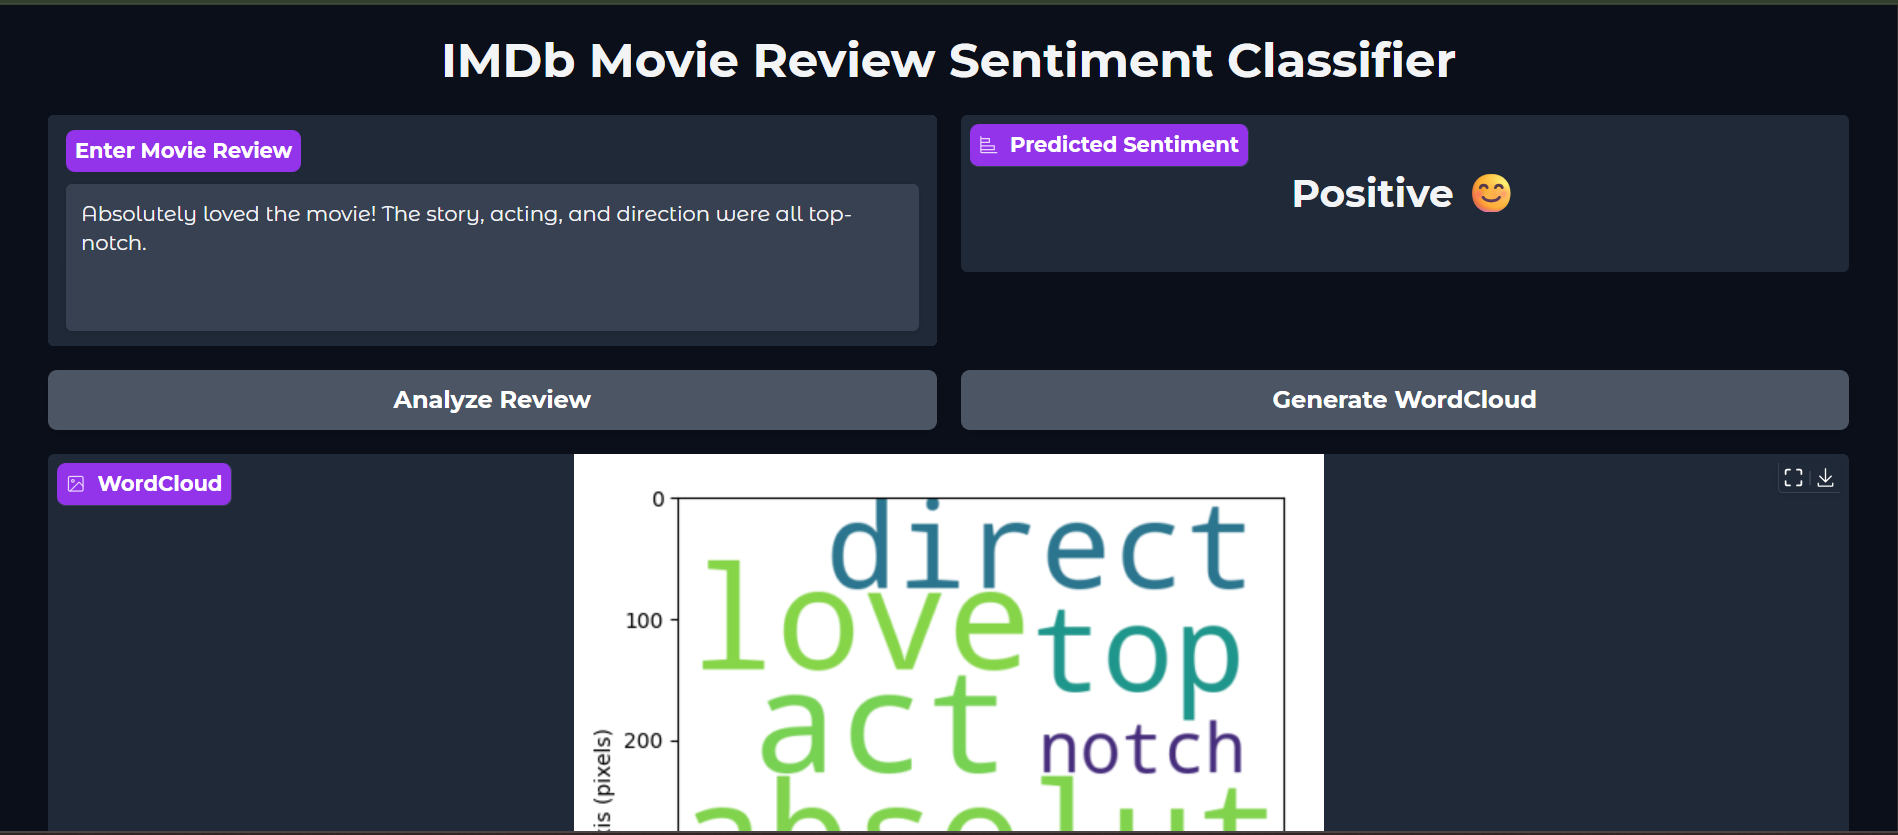 IMDb Movie Review Sentiment Classifier
Enter Movie Review
Absolutely loved the movie! The story, acting, and direction were all top-
notch.
Predicted Sentiment
Positive 😊
Analyze Review
Generate WordCloud
WordCloud
0
100
200
direct
love
top
act
notch
absolut
(pixels)